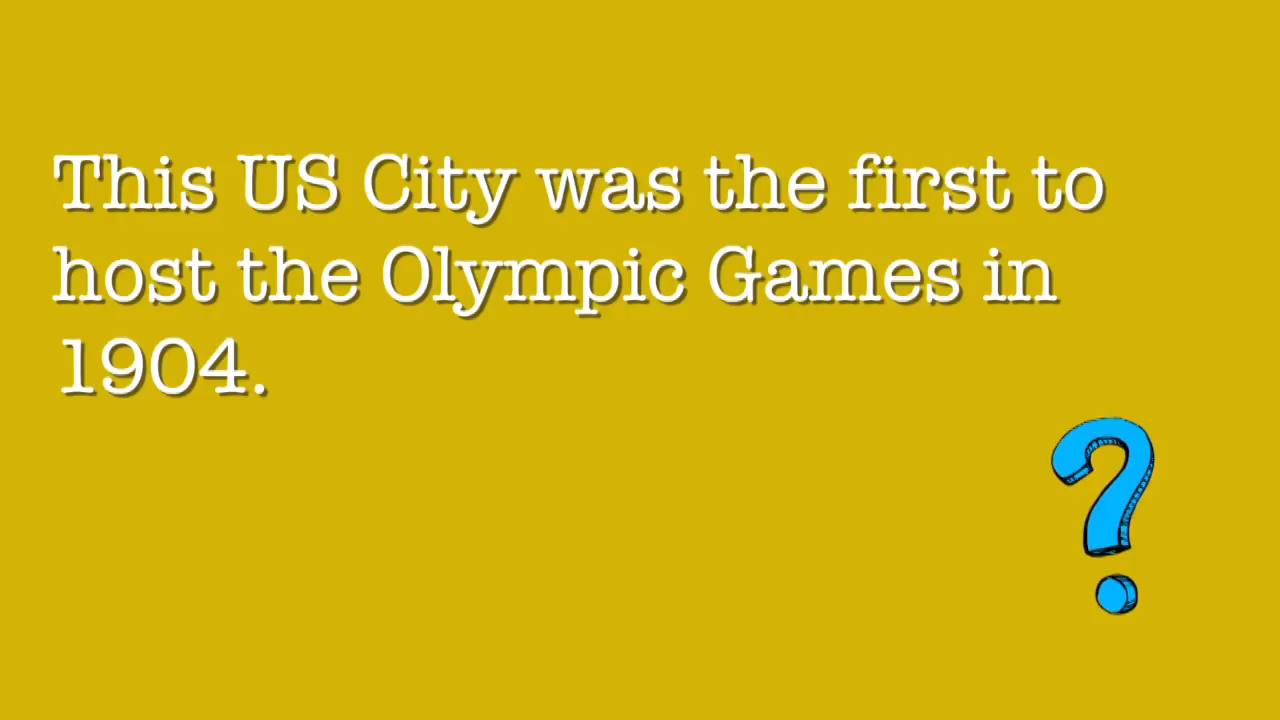 This US City was the first to
host the Olympic Games in
1904.
?